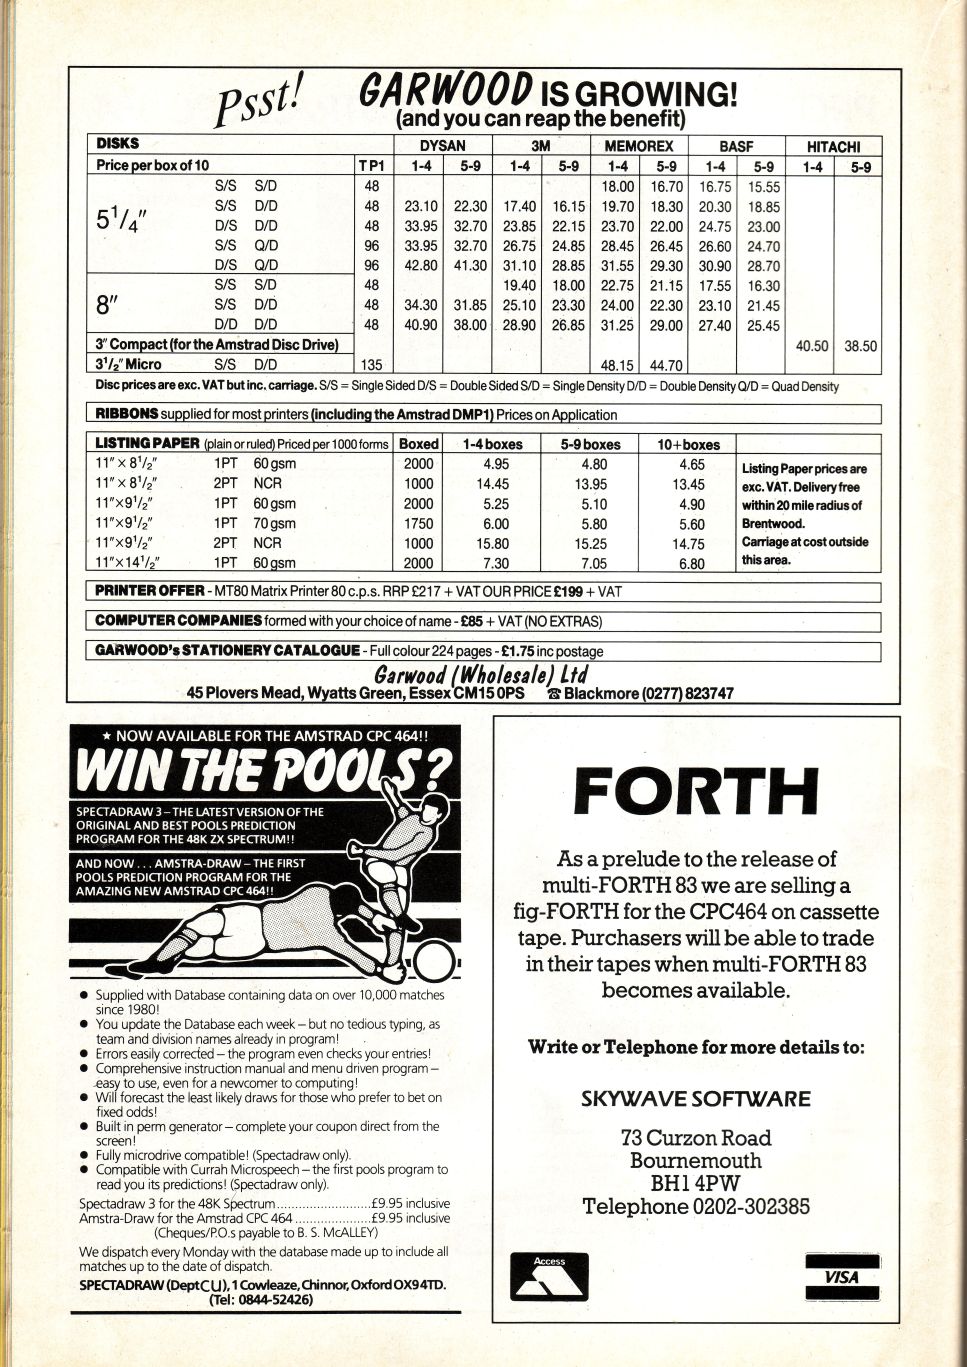 Psst! GARWOOD IS GROWING!
(and you can reap the benefit)
DISKS DYSAN 3M MEMOREX BASF HITACHI
Price per box of 10 TP1 1-4 5-9 1-4 5-9 1-4 5-9 1-4 5-9 1-4 5-9
5¼" S/S S/D 48 18.00 16.70 16.75 15.55
S/S D/D 48 23.10 22.30 17.40 16.15 19.70 18.30 20.30 18.85
D/S D/D 48 33.95 32.70 23.85 22.15 23.70 22.00 24.75 23.00
S/S Q/D 96 33.95 32.70 26.75 24.85 28.45 26.45 26.60 24.70
D/S Q/D 96 42.80 41.30 31.10 28.85 31.55 29.30 30.90 28.70
8" S/S S/D 48 19.40 18.00 22.75 21.15 17.55 16.30
S/S D/D 48 34.30 31.85 25.10 23.30 24.00 22.30 23.10 21.45
D/D D/D 48 40.90 38.00 28.90 26.85 31.25 29.00 27.40 25.45
3" Compact (for the Amstrad Disc Drive) 40.50 38.50
3½" Micro S/S D/D 135 48.15 44.70
Disc prices are exc. VAT but inc. carriage. S/S = Single Sided D/S = Double Sided S/D = Single Density D/D = Double Density Q/D = Quad Density
RIBBONS supplied for most printers (including the Amstrad DMP1) Prices on Application
LISTING PAPER (plain or ruled) Priced per 1000 forms Boxed 1-4 boxes 5-9 boxes 10+ boxes
11" × 8½" 1PT 60 gsm 2000 4.95 4.80 4.65
11" × 8½" 2PT NCR 1000 14.45 13.95 13.45
11"×9½" 1PT 60 gsm 2000 5.25 5.10 4.90
11"×9½" 1PT 70 gsm 1750 6.00 5.80 5.60
11"×9½" 2PT NCR 1000 15.80 15.25 14.75
11"×14½" 1PT 60 gsm 2000 7.30 7.05 6.80
Listing Paper prices are
exc. VAT. Delivery free
within 20 mile radius of
Brentwood.
Carriage at cost outside
this area.
PRINTER OFFER - MT80 Matrix Printer 80 c.p.s. RRP £217 + VAT OUR PRICE £199 + VAT
COMPUTER COMPANIES formed with your choice of name - £85 + VAT (NO EXTRAS)
GARWOOD's STATIONERY CATALOGUE - Full colour 224 pages - £1.75 inc postage
Garwood (Wholesale) Ltd
45 Plovers Mead, Wyatts Green, Essex CM15 0PS ☎ Blackmore (0277) 823747
★ NOW AVAILABLE FOR THE AMSTRAD CPC 464!!
WIN THE POOLS?
SPECTADRAW 3 – THE LATEST VERSION OF THE
ORIGINAL AND BEST POOLS PREDICTION
PROGRAM FOR THE 48K ZX SPECTRUM!!
AND NOW . . . AMSTRA-DRAW – THE FIRST
POOLS PREDICTION PROGRAM FOR THE
AMAZING NEW AMSTRAD CPC 464!!
● Supplied with Database containing data on over 10,000 matches
since 1980!
● You update the Database each week – but no tedious typing, as
team and division names already in program!
● Errors easily corrected – the program even checks your entries!
● Comprehensive instruction manual and menu driven program –
easy to use, even for a newcomer to computing!
● Will forecast the least likely draws for those who prefer to bet on
fixed odds!
● Built in perm generator – complete your coupon direct from the
screen!
● Fully microdrive compatible! (Spectadraw only).
● Compatible with Currah Microspeech – the first pools program to
read you its predictions! (Spectadraw only).
Spectadraw 3 for the 48K Spectrum..........................£9.95 inclusive
Amstra-Draw for the Amstrad CPC 464 .....................£9.95 inclusive
(Cheques/P.O.s payable to B. S. McALLEY)
We dispatch every Monday with the database made up to include all
matches up to the date of dispatch.
SPECTADRAW (Dept CU), 1 Cowleaze, Chinnor, Oxford OX9 4TD.
(Tel: 0844-52426)
FORTH
As a prelude to the release of
multi-FORTH 83 we are selling a
fig-FORTH for the CPC464 on cassette
tape. Purchasers will be able to trade
in their tapes when multi-FORTH 83
becomes available.
Write or Telephone for more details to:
SKYWAVE SOFTWARE
73 Curzon Road
Bournemouth
BH1 4PW
Telephone 0202-302385
Access
VISA